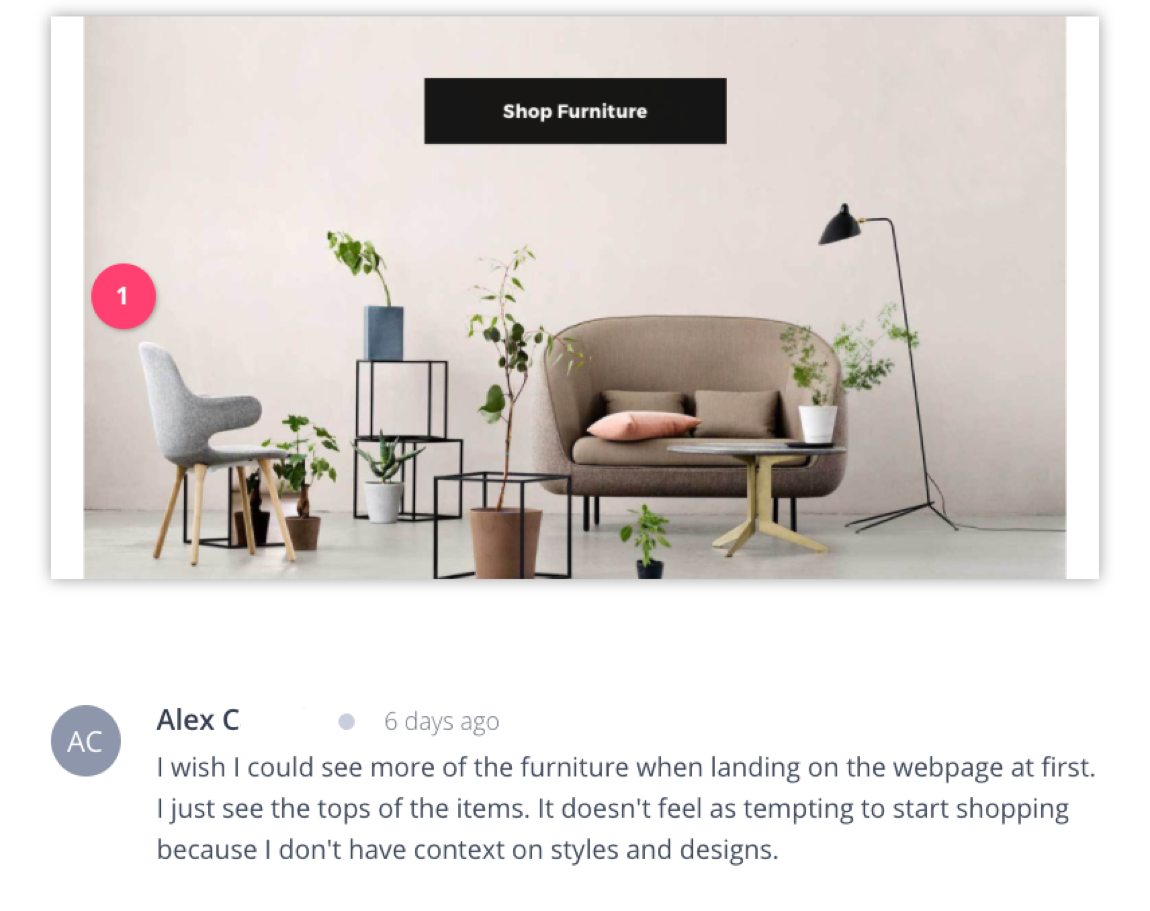 Shop Furniture
1
AC
Alex C
6 days ago
I wish I could see more of the furniture when landing on the webpage at first.
I just see the tops of the items. It doesn't feel as tempting to start shopping
because I don't have context on styles and designs.